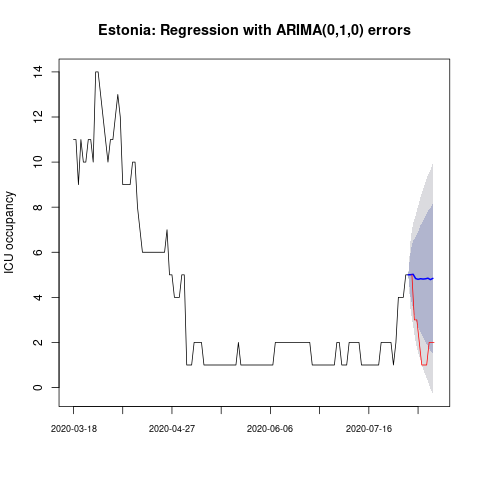 Estonia: Regression with ARIMA(0,1,0) errors
ICU occupancy
14
12
10
8
6
4
2
0
2020-03-18 2020-04-27 2020-06-06 2020-07-16